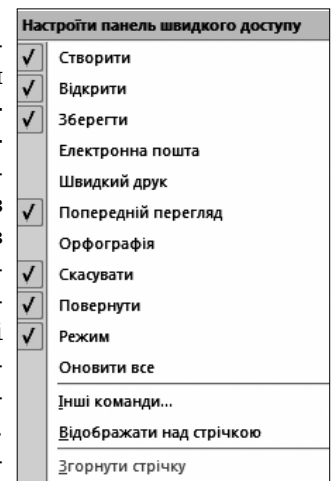 Настроїти панель швидкого доступу
Створити
Відкрити
Зберегти
Електронна пошта
Швидкий друк
Попередній перегляд
Орфографія
Скасувати
Повернути
Режим
Оновити все
Інші команди...
Відображати над стрічкою
Згорнути стрічку